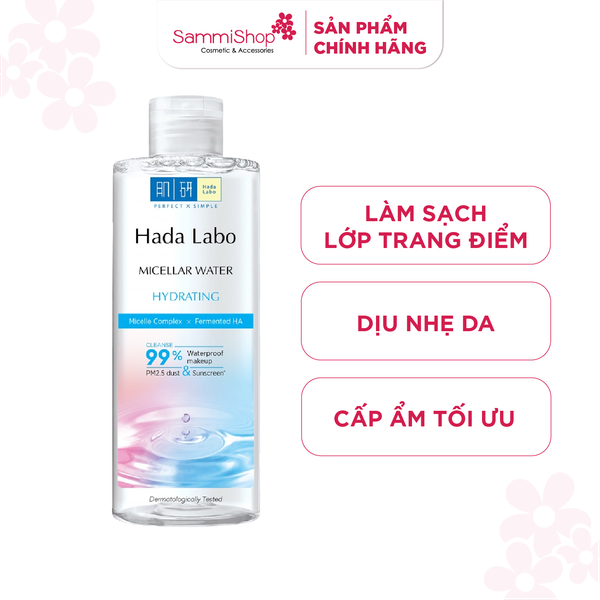 SammiShop
Cosmetic & Accessories
SẢN PHẨM
CHÍNH HÃNG
肌 研
Hada
Labo
PERFECT X SIMPLE
Hada Labo
MICELLAR WATER
HYDRATING
Micelle Complex x Fermented HA
CLEANSE
99% Waterproof
makeup
PM2.5 dust & Sunscreen*
Dermatologically Tested
LÀM SẠCH
LỚP TRANG ĐIỂM
DỊU NHẸ DA
CẤP ẨM TỐI ƯU